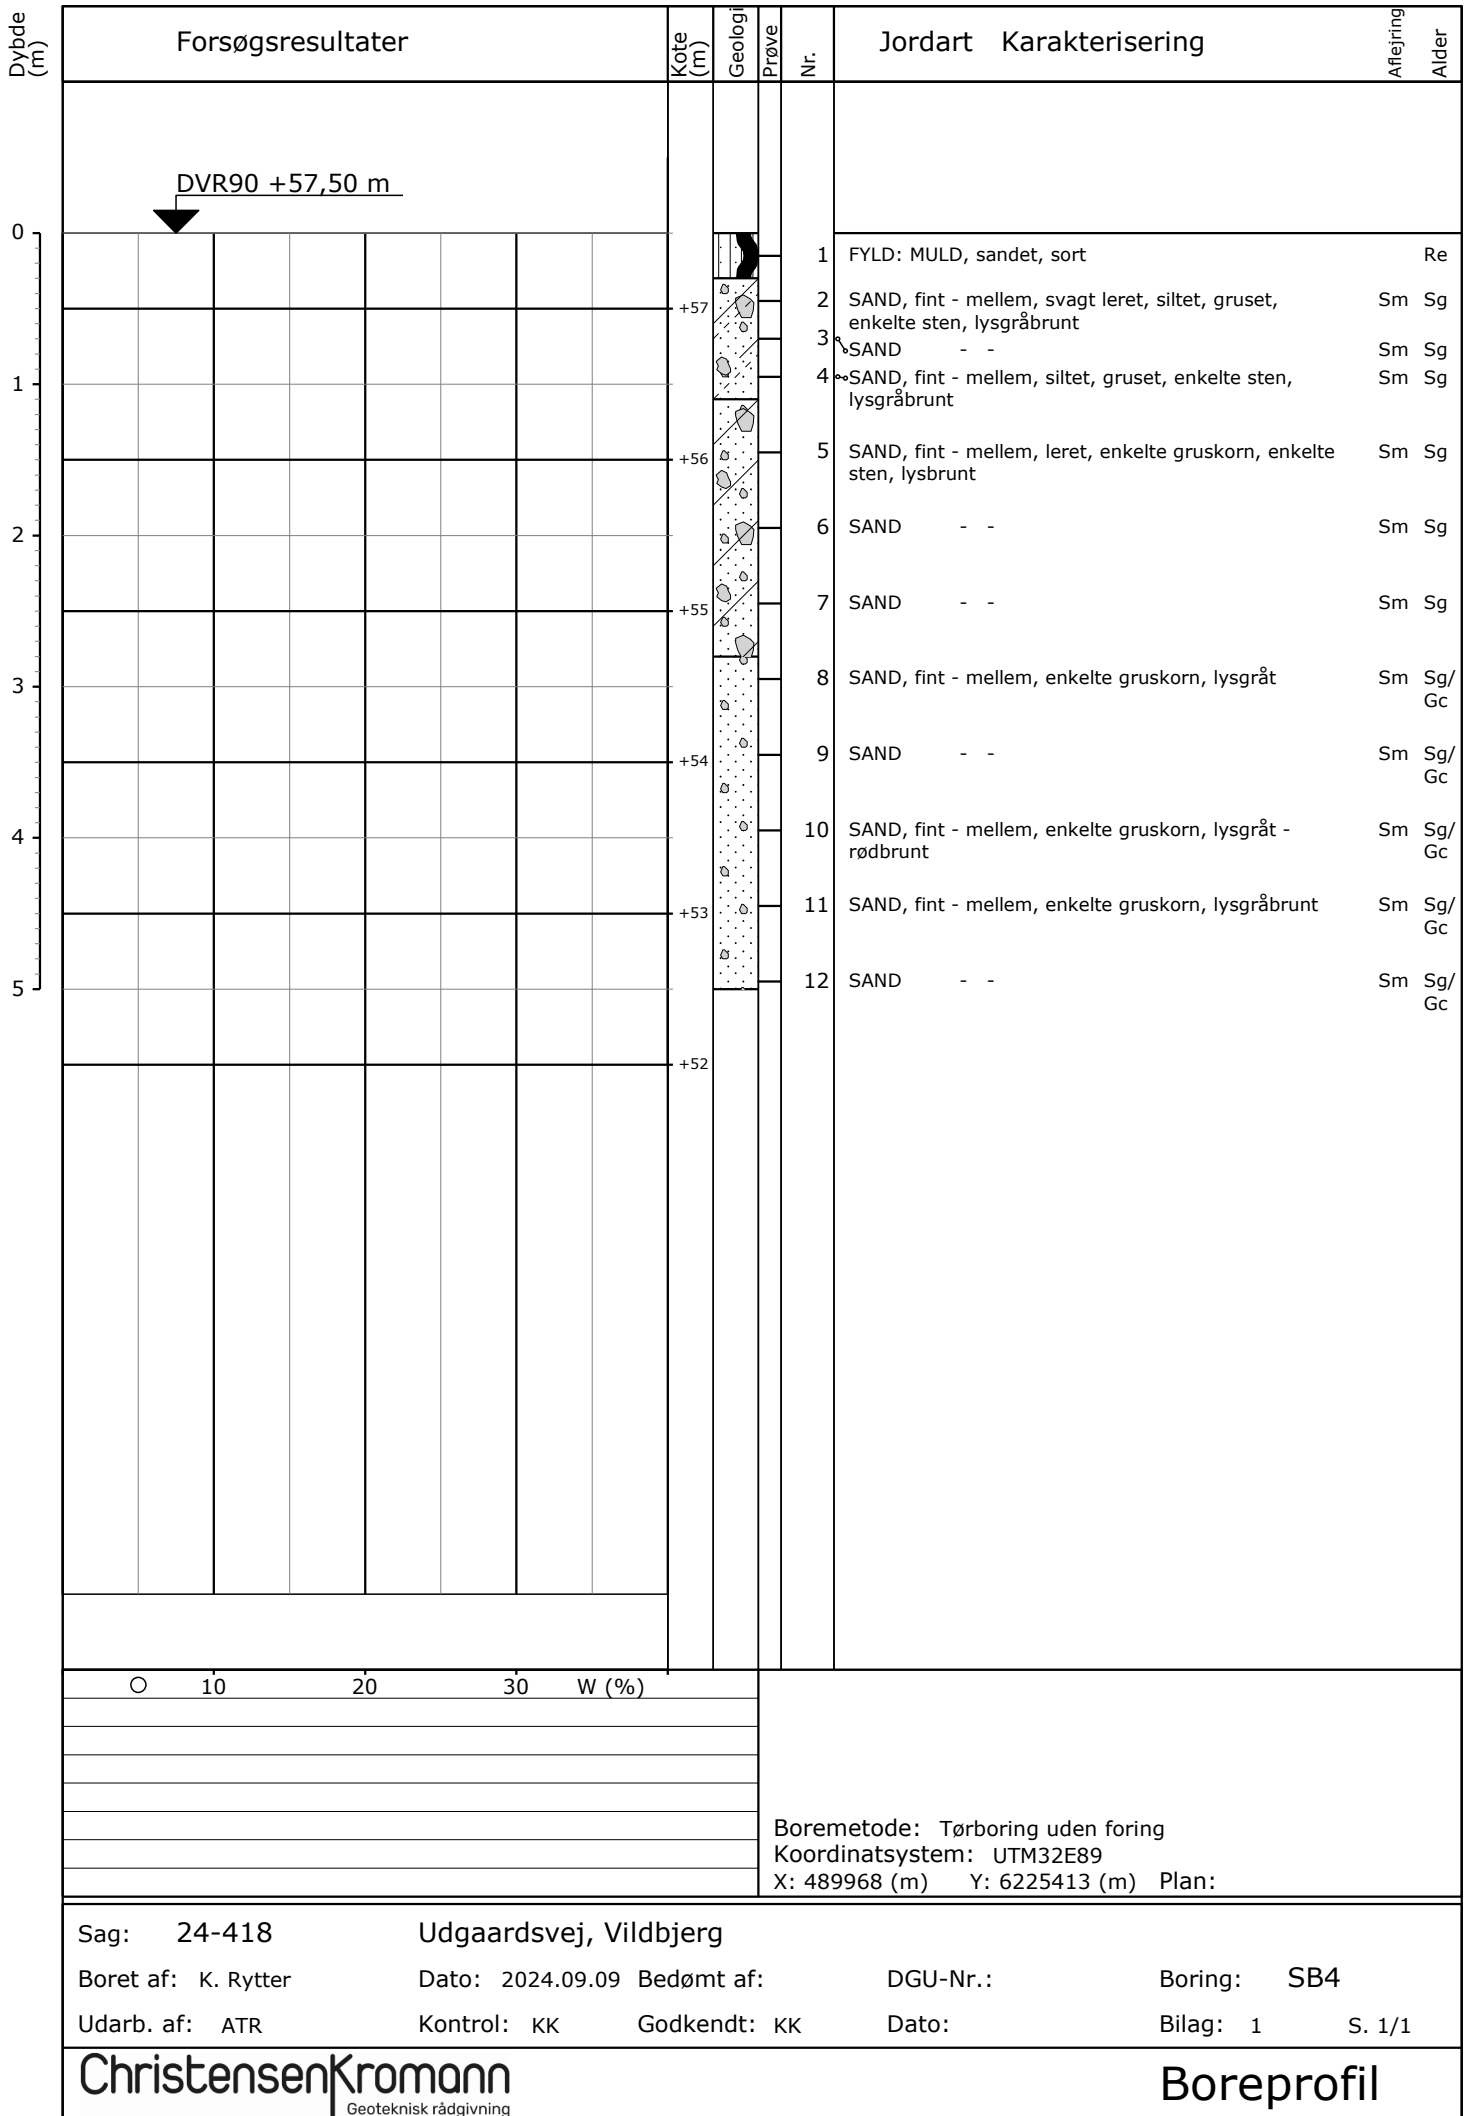 Dybde (m)
Forsøgsresultater
Kote (m)
Geologi
Prøve
Nr.
Jordart Karakterisering
Aflejring
Alder
DVR90 +57,50 m
0
1
2
3
4
5
+57
+56
+55
+54
+53
+52
1 FYLD: MULD, sandet, sort Re
2 SAND, fint - mellem, svagt leret, siltet, gruset, Sm Sg
enkelte sten, lysgråbrunt
3 SAND - - Sm Sg
4 SAND, fint - mellem, siltet, gruset, enkelte sten, Sm Sg
lysgråbrunt
5 SAND, fint - mellem, leret, enkelte gruskorn, enkelte Sm Sg
sten, lysbrunt
6 SAND - - Sm Sg
7 SAND - - Sm Sg
8 SAND, fint - mellem, enkelte gruskorn, lysgråt Sm Sg/
Gc
9 SAND - - Sm Sg/
Gc
10 SAND, fint - mellem, enkelte gruskorn, lysgråt - Sm Sg/
rødbrunt Gc
11 SAND, fint - mellem, enkelte gruskorn, lysgråbrunt Sm Sg/
Gc
12 SAND - - Sm Sg/
Gc
10 20 30 W (%)
Boremetode: Tørboring uden foring
Koordinatsystem: UTM32E89
X: 489968 (m) Y: 6225413 (m) Plan:
Sag: 24-418 Udgaardsvej, Vildbjerg
Boret af: K. Rytter Dato: 2024.09.09 Bedømt af: DGU-Nr.: Boring: SB4
Udarb. af: ATR Kontrol: KK Godkendt: KK Dato: Bilag: 1 S. 1/1
ChristensenKromann
Geoteknisk rådgivning
Boreprofil